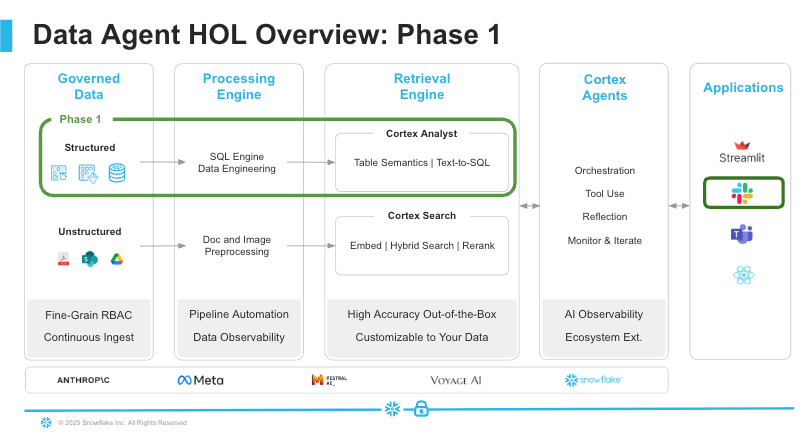 Data Agent HOL Overview: Phase 1
Governed
Data
Phase 1
Structured
Unstructured
Fine-Grain RBAC
Continuous Ingest
Processing
Engine
SQL Engine
Data Engineering
Doc and Image
Preprocessing
Pipeline Automation
Data Observability
Retrieval
Engine
Cortex Analyst
Table Semantics | Text-to-SQL
Cortex Search
Embed | Hybrid Search | Rerank
High Accuracy Out-of-the-Box
Customizable to Your Data
Cortex
Agents
Orchestration
Tool Use
Reflection
Monitor & Iterate
AI Observability
Ecosystem Ext.
Applications
Streamlit
ANTHROP\C
Meta
MISTRAL
AI_
VOYAGE AI
snowflake
© 2025 Snowflake Inc. All Rights Reserved